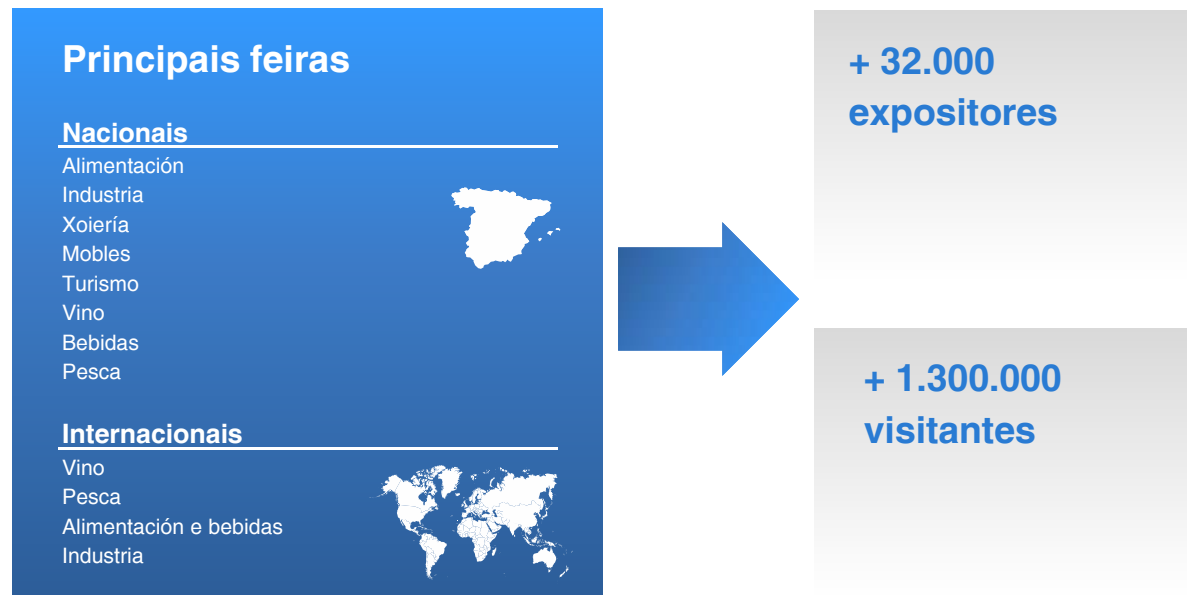 Principais feiras
Nacionais
Alimentación
Industria
Xoiería
Mobles
Turismo
Vino
Bebidas
Pesca
Internacionais
Vino
Pesca
Alimentación e bebidas
Industria
+ 32.000
expositores
+ 1.300.000
visitantes